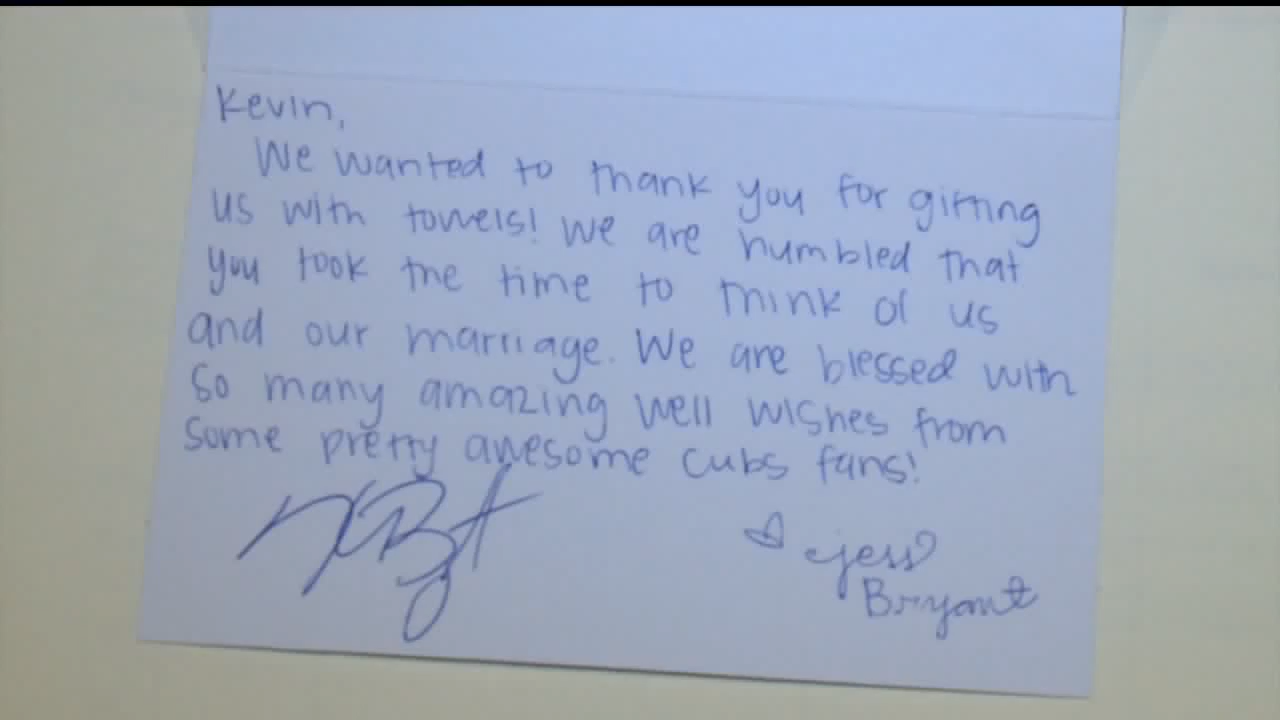 Kevin,
We wanted to thank you for gifting
us with towels! We are humbled that
you took the time to think of us
and our marriage. We are blessed with
so many amazing well wishes from
some pretty awesome Cubs fans!
Jess
Bryant